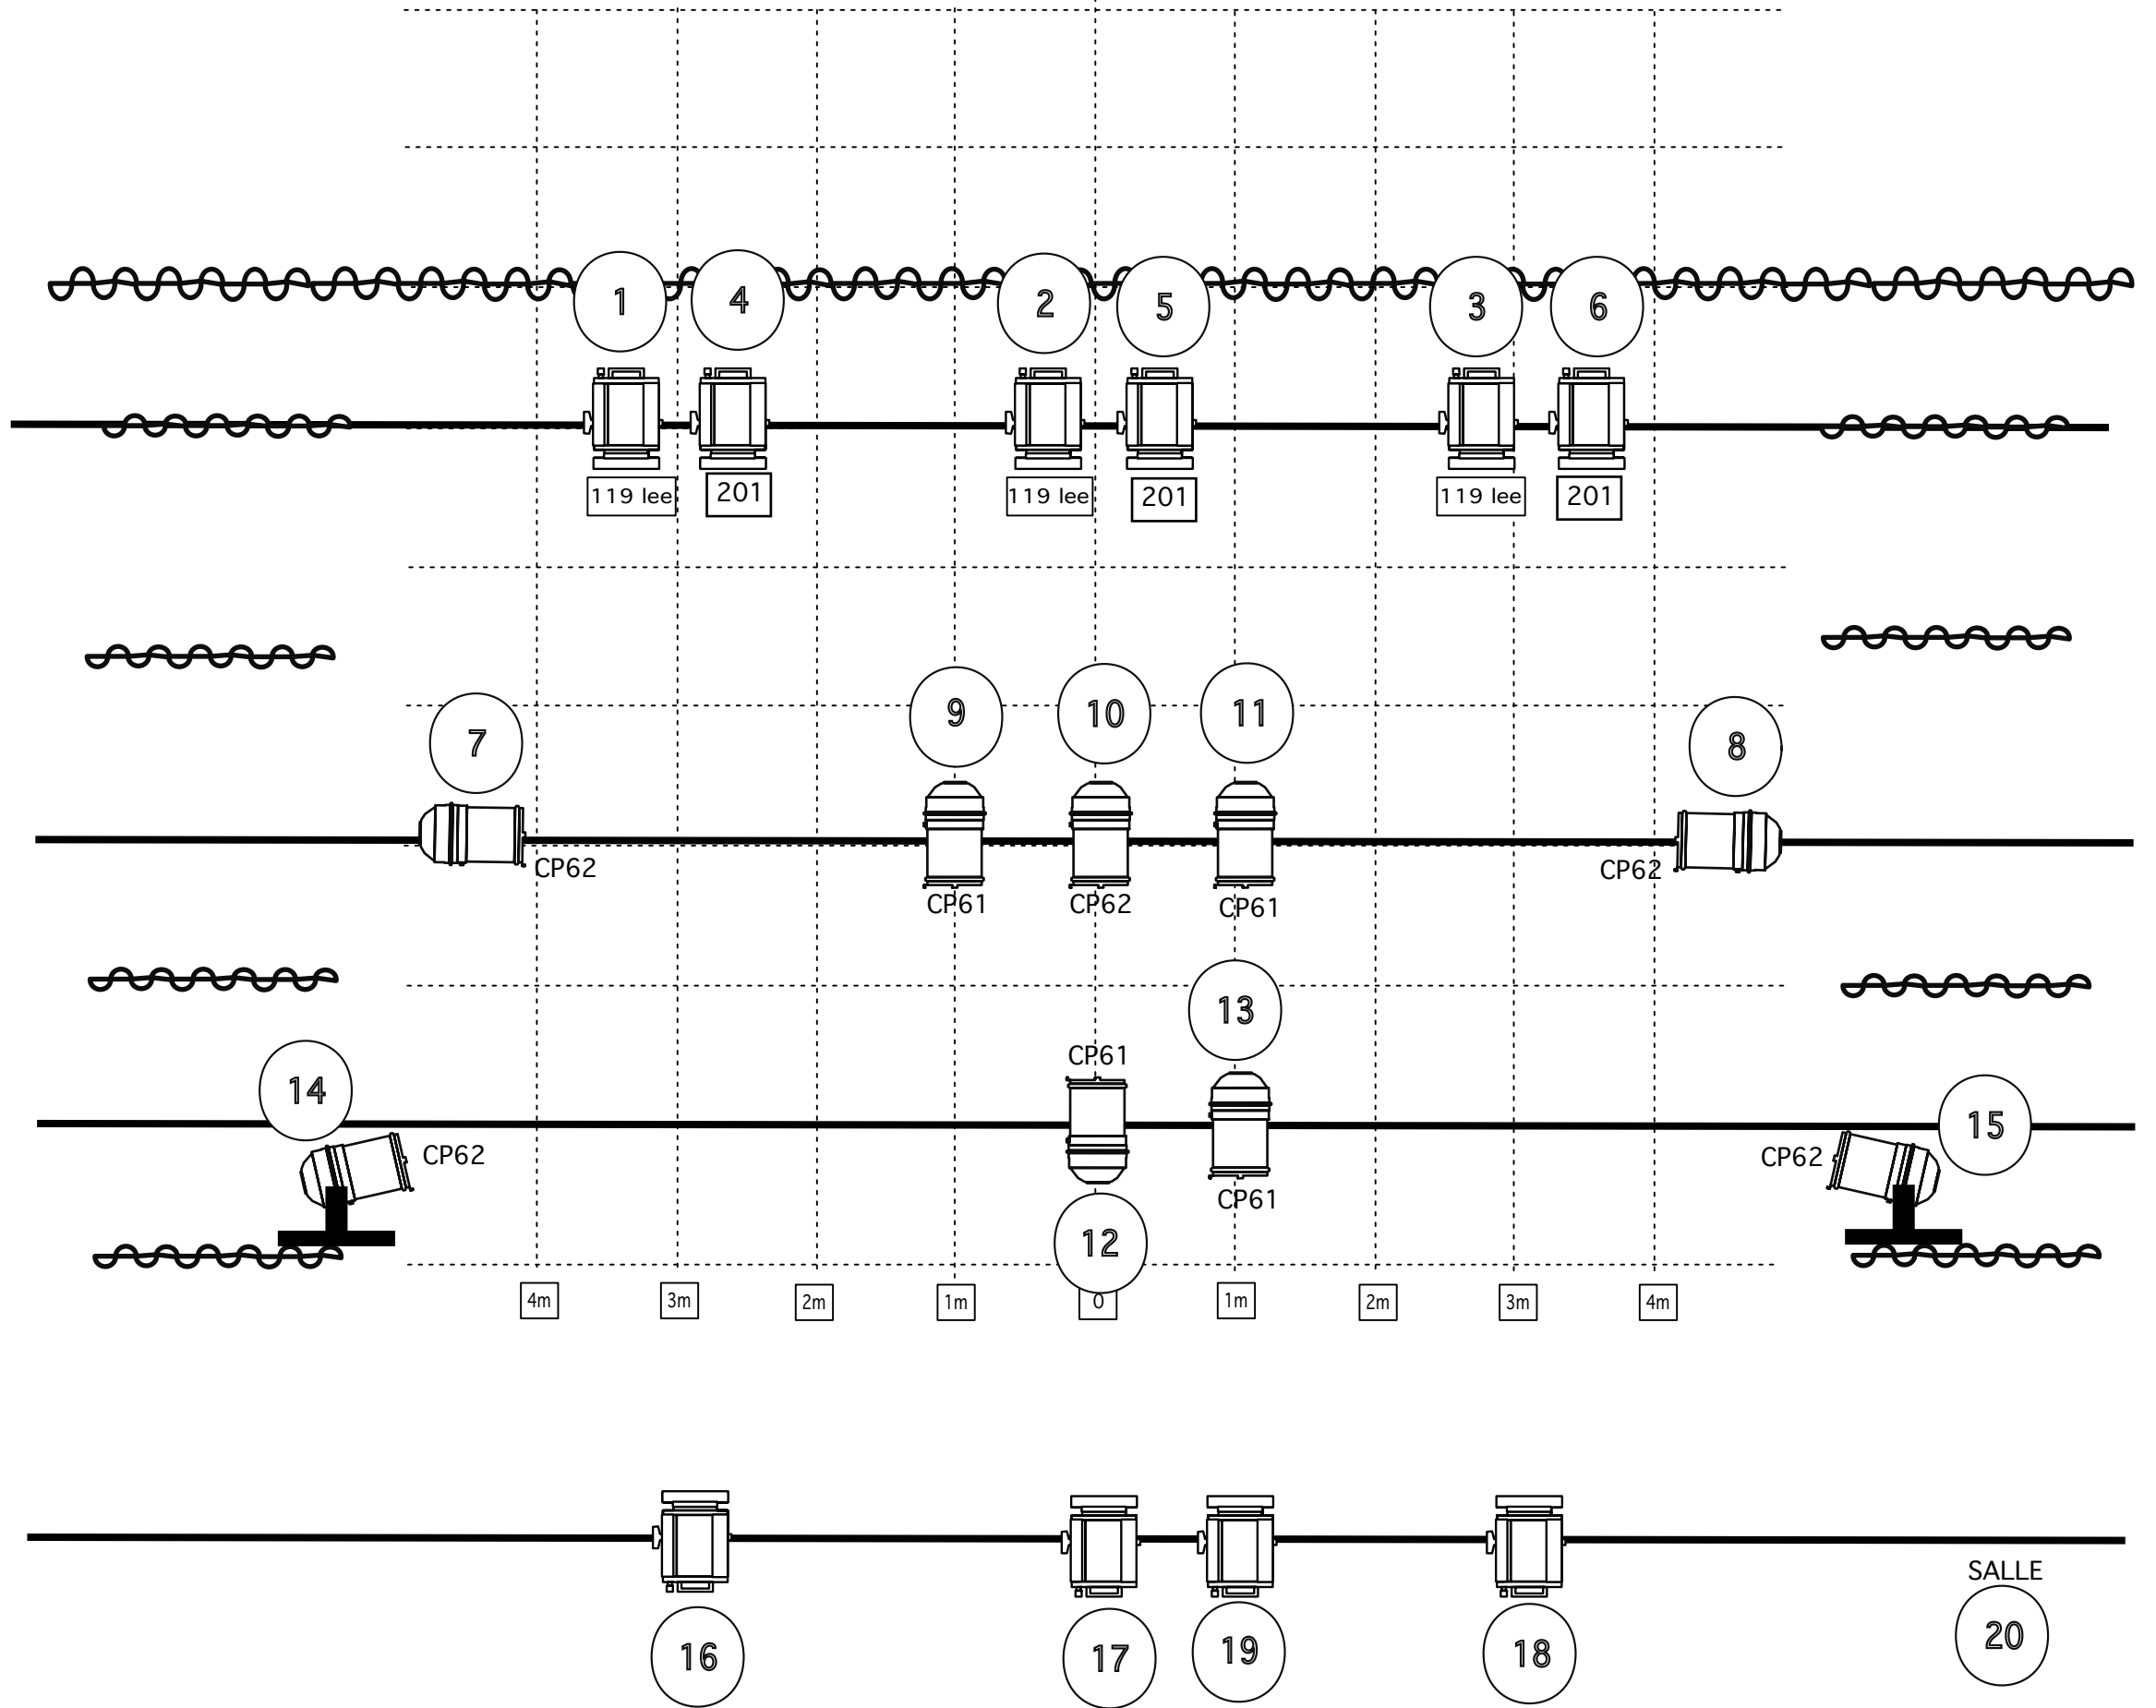 1 4 2 5 3 6
119 lee 201 119 lee 201 119 lee 201
7 9 10 11 8
CP62 CP61 CP62 CP61 CP62
13
CP61
14 15
CP62 CP62
CP61
12
4m 3m 2m 1m 0 1m 2m 3m 4m
SALLE
16 17 19 18 20